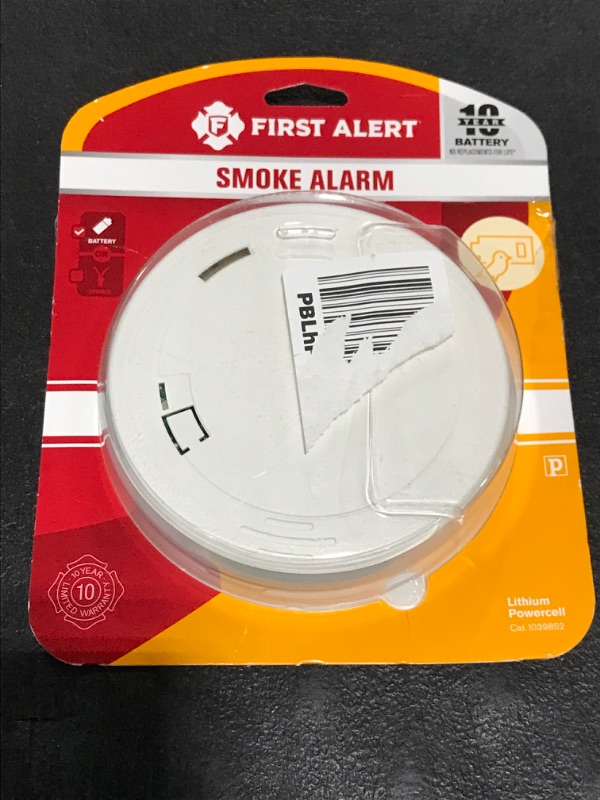 FIRST ALERT
10
YEAR
BATTERY
NO REPLACEMENTS FOR LIFE*
SMOKE ALARM
BATTERY
OR
PBLh
P
10 YEAR
10
LIMITED WARRANTY
Lithium
Powercell
Cat. 1039852